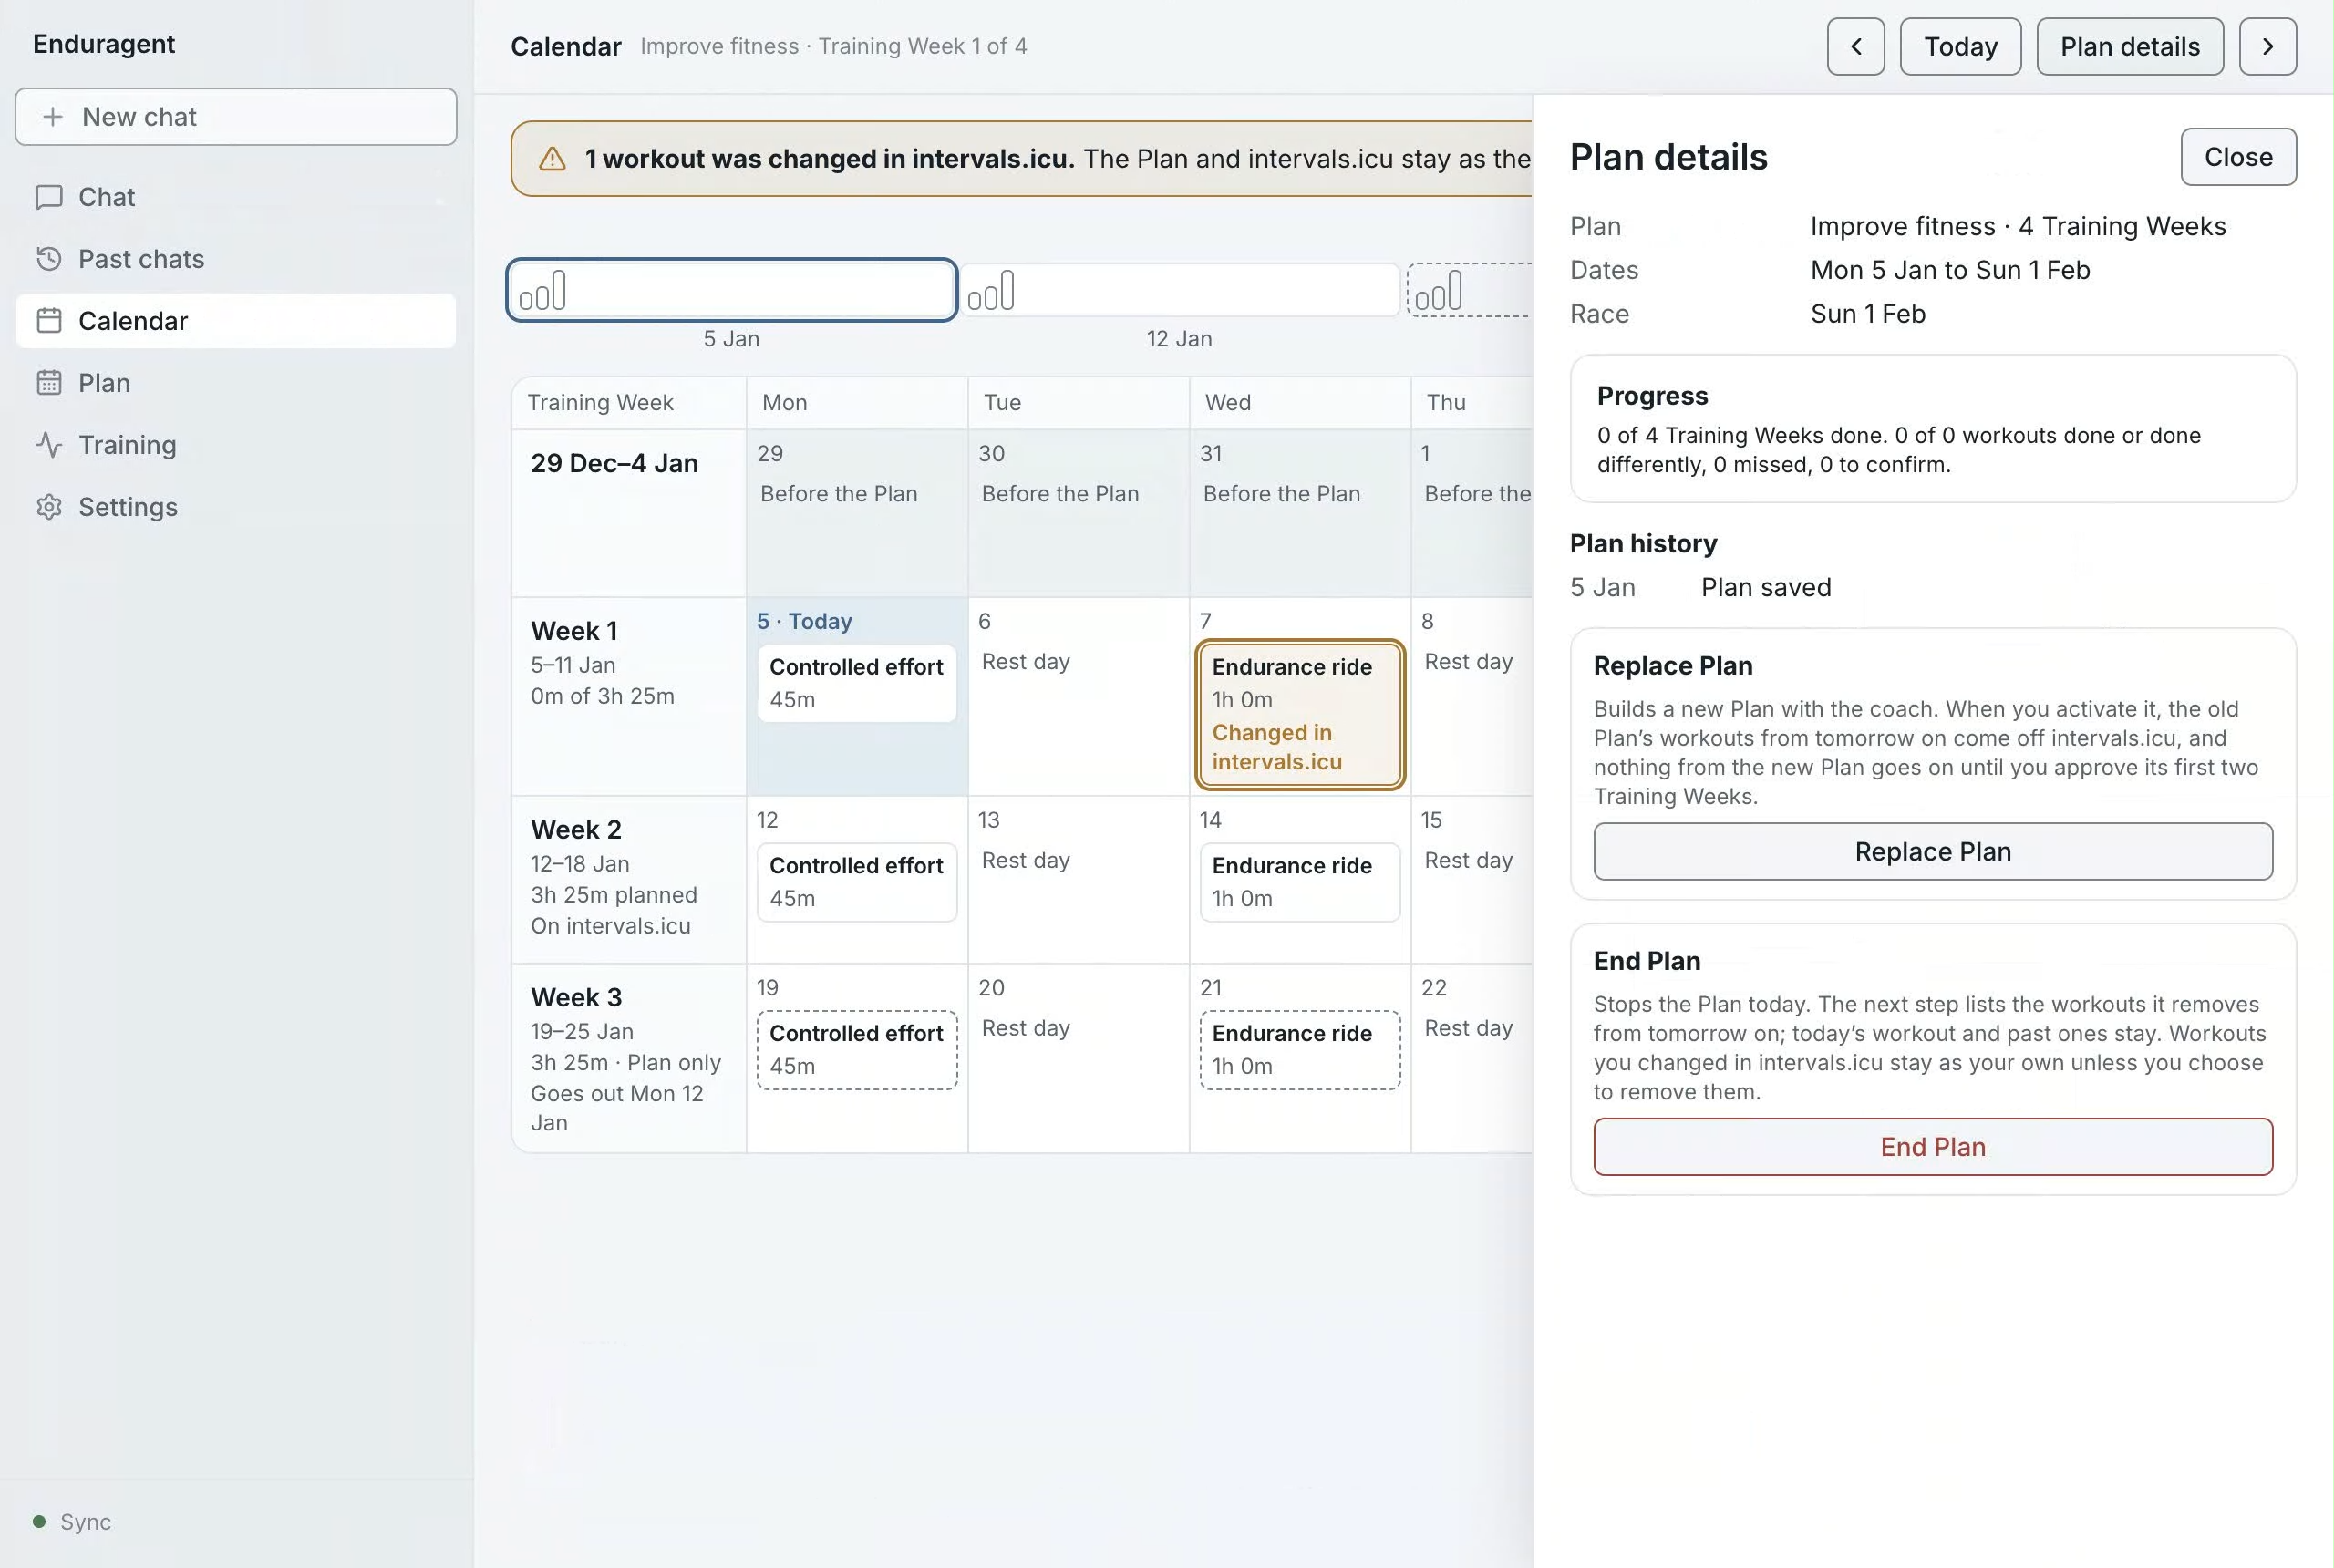 Enduragent
New chat
Chat
Past chats
Calendar
Plan
Training
Settings
Sync
Calendar
Improve fitness · Training Week 1 of 4
Today
Plan details
1 workout was changed in intervals.icu. The Plan and intervals.icu stay as the
5 Jan
12 Jan
Training Week
Mon
Tue
Wed
Thu
29 Dec–4 Jan
29
Before the Plan
30
Before the Plan
31
Before the Plan
1
Before the
Week 1
5–11 Jan
0m of 3h 25m
5 · Today
Controlled effort
45m
6
Rest day
7
Endurance ride
1h 0m
Changed in
intervals.icu
8
Rest day
Week 2
12–18 Jan
3h 25m planned
On intervals.icu
12
Controlled effort
45m
13
Rest day
14
Endurance ride
1h 0m
15
Rest day
Week 3
19–25 Jan
3h 25m · Plan only
Goes out Mon 12
Jan
19
Controlled effort
45m
20
Rest day
21
Endurance ride
1h 0m
22
Rest day
Plan details
Close
Plan
Improve fitness · 4 Training Weeks
Dates
Mon 5 Jan to Sun 1 Feb
Race
Sun 1 Feb
Progress
0 of 4 Training Weeks done. 0 of 0 workouts done or done
differently, 0 missed, 0 to confirm.
Plan history
5 Jan
Plan saved
Replace Plan
Builds a new Plan with the coach. When you activate it, the old
Plan’s workouts from tomorrow on come off intervals.icu, and
nothing from the new Plan goes on until you approve its first two
Training Weeks.
Replace Plan
End Plan
Stops the Plan today. The next step lists the workouts it removes
from tomorrow on; today’s workout and past ones stay. Workouts
you changed in intervals.icu stay as your own unless you choose
to remove them.
End Plan